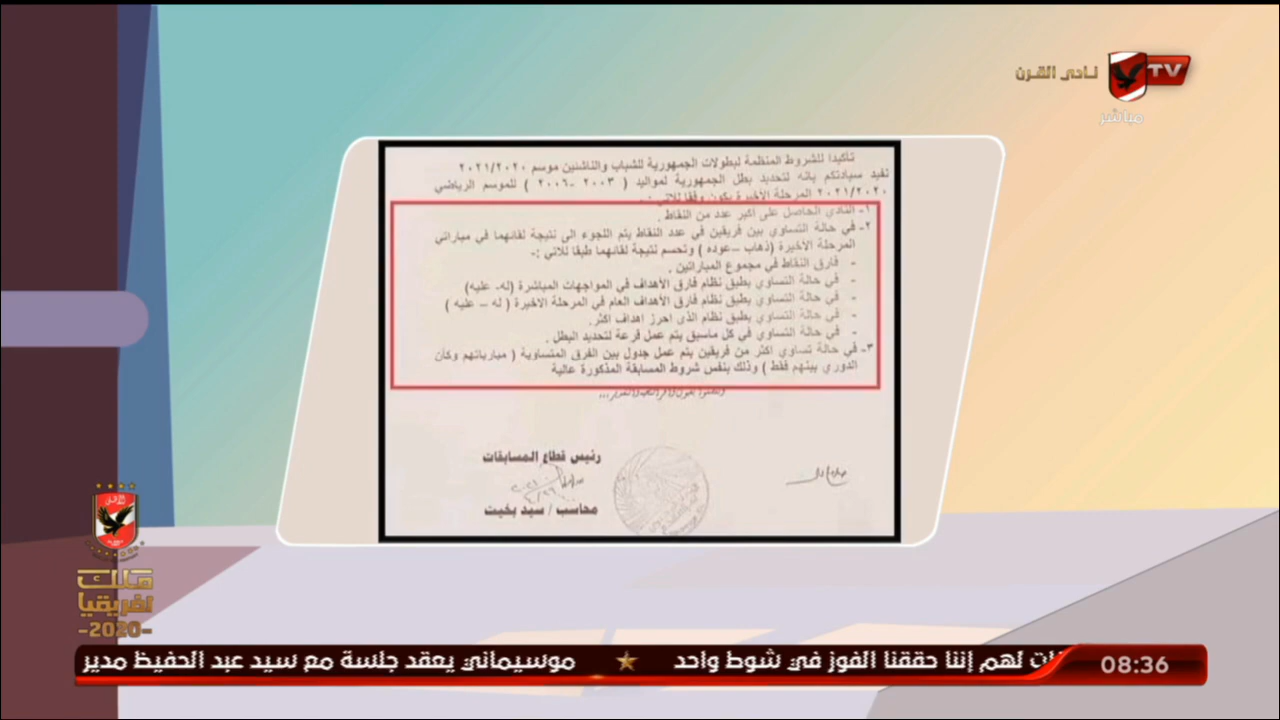 نادى القرن
TV
مباشر
تأكيدا للشروط المنظمة لبطولات الجمهورية للشباب والناشئين موسم ٢٠٢١/٢٠٢٠
نفيد سيادتكم بانه لتحديد بطل الجمهورية لمواليد ( ٢٠٠٣ -٢٠٠٦ ) للموسم الرياضي
٢٠٢١/٢٠٢٠ المرحلة الأخيرة يكون وفقا للآتي :-
١- النادي الحاصل على أكبر عدد من النقاط .
٢- في حالة التساوي بين فريقين في عدد النقاط يتم اللجوء الى نتيجة لقائهما في مباراتي
المرحلة الأخيرة (ذهاب –عوده ) وتحسم نتيجة لقائهما طبقا للاتي :-
- فارق النقاط في مجموع المباراتين .
- في حالة التساوي يطبق نظام فارق الأهداف في المواجهات المباشرة (له- عليه)
- في حالة التساوي يطبق نظام فارق الأهداف العام في المرحلة الاخيرة ( له – عليه )
- في حالة التساوي يطبق نظام الذى احرز اهداف اكثر.
- في حالة التساوي في كل ماسبق يتم عمل قرعة لتحديد البطل .
٣- في حالة تساوي اكثر من فريقين يتم عمل جدول بين الفرق المتساوية ( مبارياتهم وكأن
الدوري بينهم فقط ) وذلك بنفس شروط المسابقة المذكورة عالية
رئيس قطاع المسابقات
محاسب / سيد بخيت
ملك
افريقيا
-2020-
لهم إننا حققنا الفوز في شوط واحد ★ موسيماني يعقد جلسة مع سيد عبد الحفيظ مدير
08:36